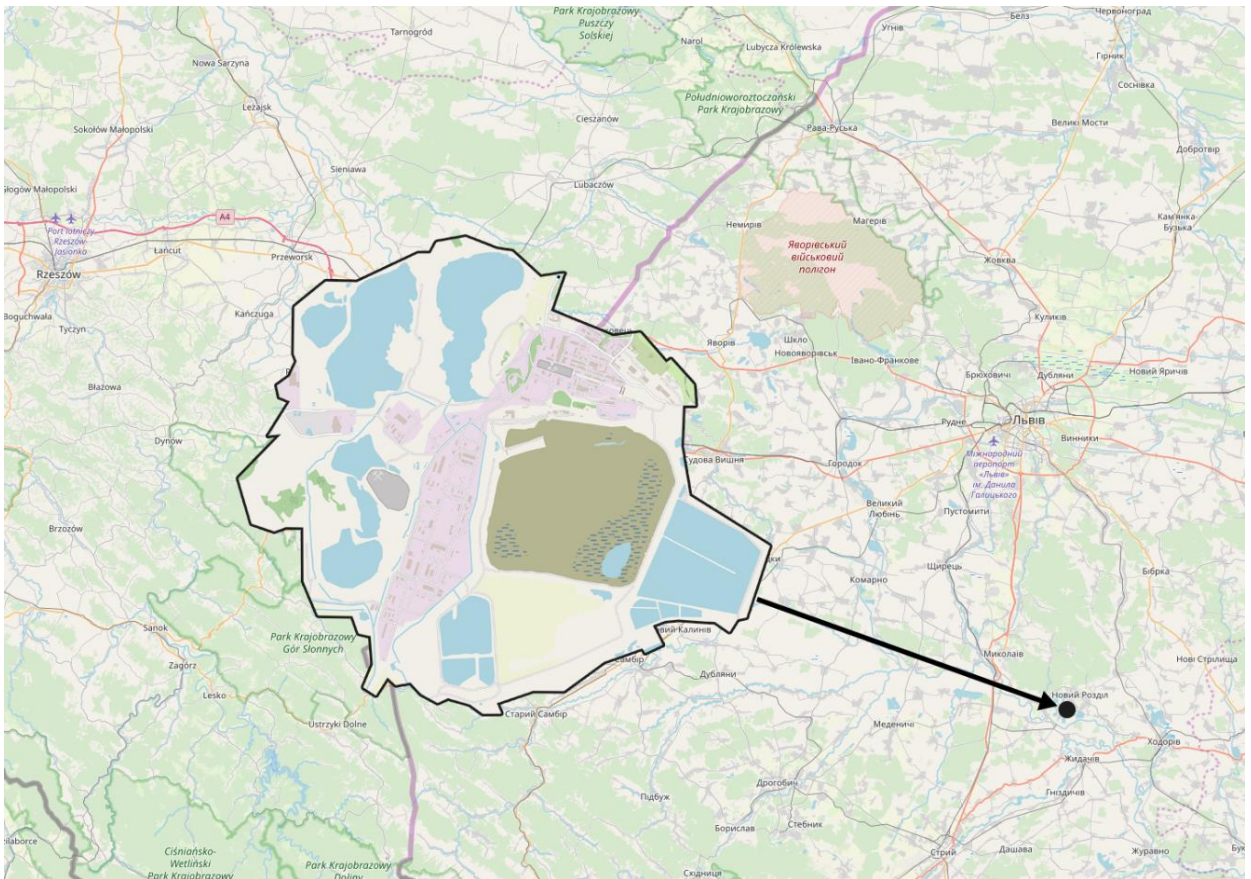 Park Krajobrazowy
Puszczy
Solskiej
Tarnogród
Narol
Lubycza Królewska
Угнів
Белз
Червоноград
Гірник
Соснівка
Nowa Sarzyna
Leżajsk
Cieszanów
Południoworoztoczański
Park Krajobrazowy
Рава-Руська
Великі Мости
Добротвір
Sokołów Małopolski
Sieniawa
Lubaczów
Głogów Małopolski
A4
Port lotniczy
Rzeszów-
Jasionka
Rzeszów
Łańcut
Przeworsk
Немирів
Магерів
Яворівський
військовий
полігон
Жовква
Кам'янка-
Бузька
Boguchwała
Tyczyn
Kańczuga
Куликів
Яворів
Шкло
Новояворівськ
Івано-Франкове
Брюховичі
Дубляни
Новий Яричів
Błażowa
Dynów
Рудне
Львів
Винники
Міжнародний
аеропорт
«Львів»
ім. Данила
Галицького
Судова Вишня
Городок
Великий
Любінь
Пустомити
Brzozów
Щирець
Комарно
Бібрка
Sanok
Park Krajobrazowy
Gór Słonnych
Zagórz
Lesko
Ustrzyki Dolne
Новий Калинів
Самбір
Дубляни
Старий Самбір
Миколаїв
Нові Стрілища
Новий Розділ
Меденичі
Ходорів
Жидачів
Гніздичів
Дрогобич
Підбуж
Стебник
Борислав
Стрий
Дашава
Журавно
Східниця
Ciśniańsko-
Wetliński
Park Krajobrazowy
Park Krajobrazowy
Doliny